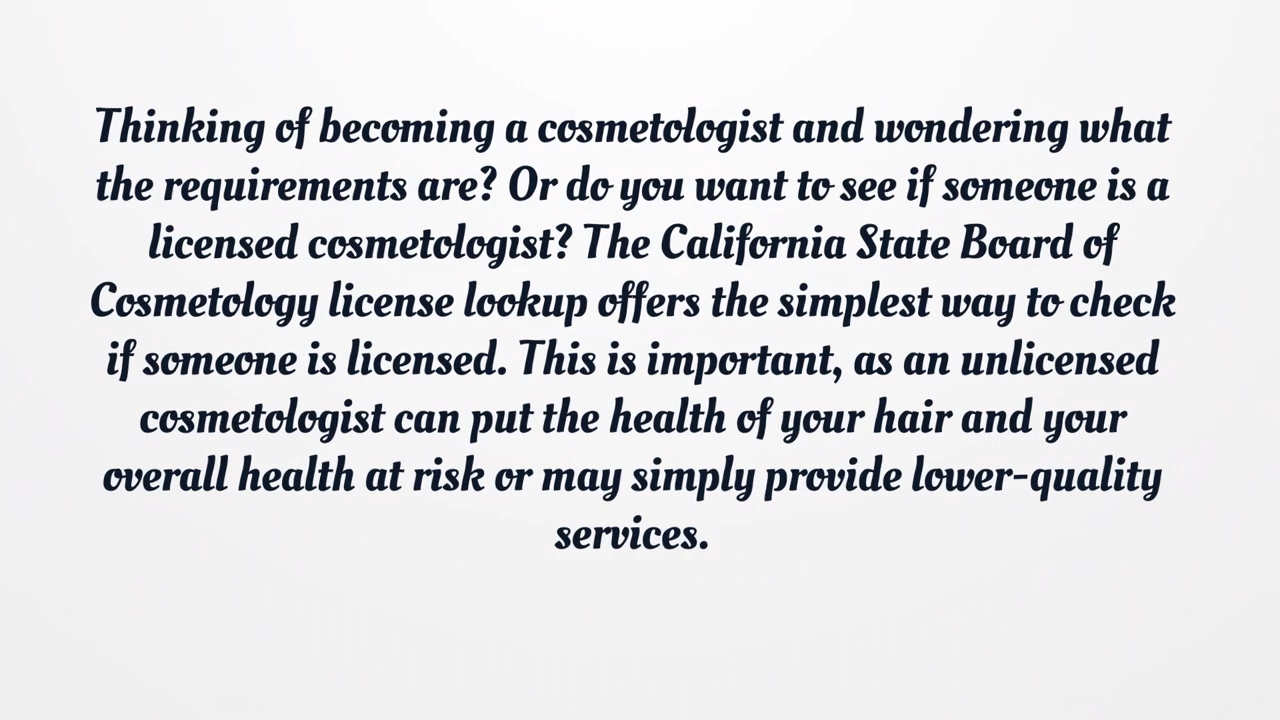 Thinking of becoming a cosmetologist and wondering what
the requirements are? Or do you want to see if someone is a
licensed cosmetologist? The California State Board of
Cosmetology license lookup offers the simplest way to check
if someone is licensed. This is important, as an unlicensed
cosmetologist can put the health of your hair and your
overall health at risk or may simply provide lower-quality
services.